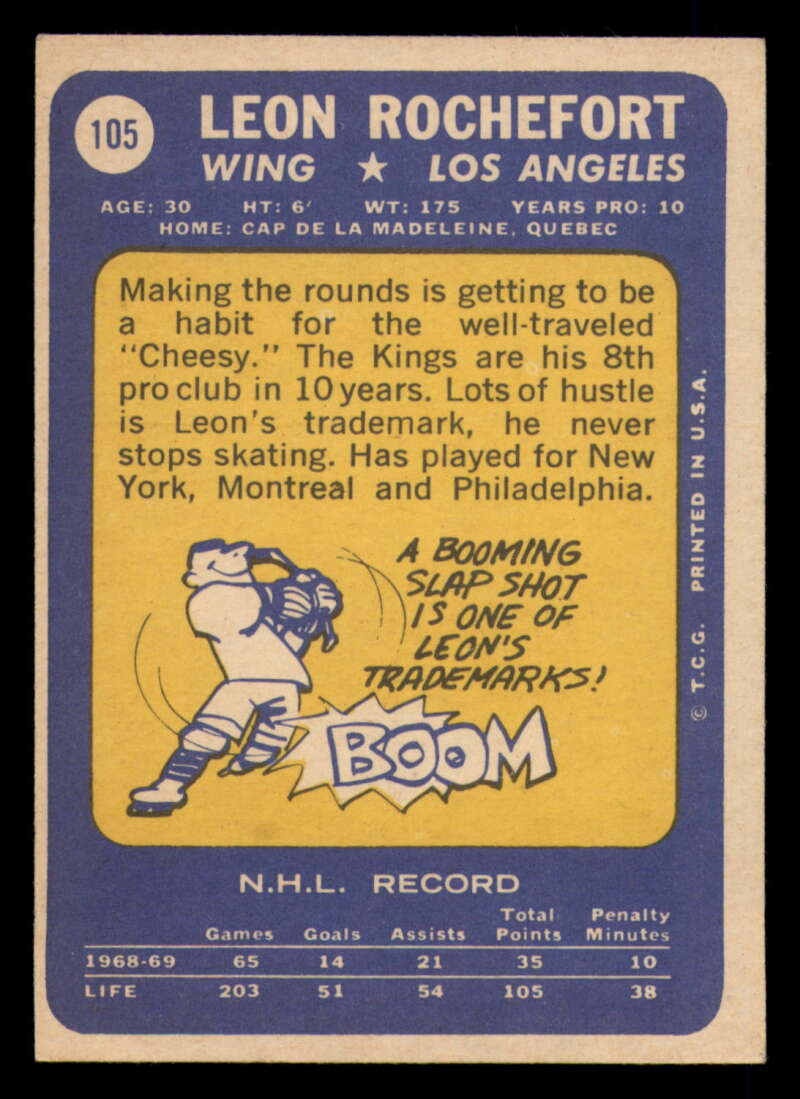 105
LEON ROCHEFORT
WING ★ LOS ANGELES
AGE: 30 HT: 6' WT: 175 YEARS PRO: 10
HOME: CAP DE LA MADELEINE, QUEBEC
Making the rounds is getting to be
a habit for the well-traveled
"Cheesy." The Kings are his 8th
pro club in 10 years. Lots of hustle
is Leon's trademark, he never
stops skating. Has played for New
York, Montreal and Philadelphia.
A BOOMING
SLAP SHOT
IS ONE OF
LEON'S
TRADEMARKS!
BOOM
© T.C.G. PRINTED IN U.S.A.
N.H.L. RECORD
Games Goals Assists Total Points Penalty Minutes
1968-69 65 14 21 35 10
LIFE 203 51 54 105 38